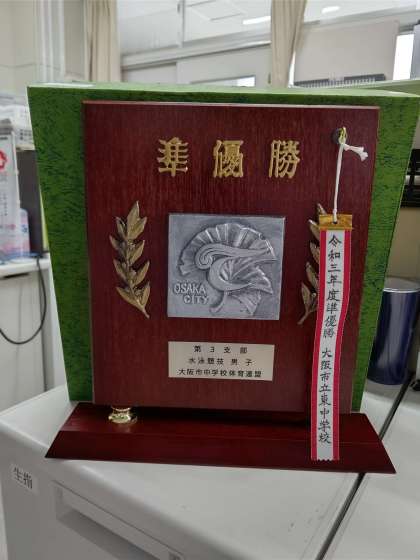 準優勝
OSAKA
CITY
第3支部
水泳競技 男子
大阪市中学校体育連盟
令和三年度準優勝 大阪市立東中学校
生指